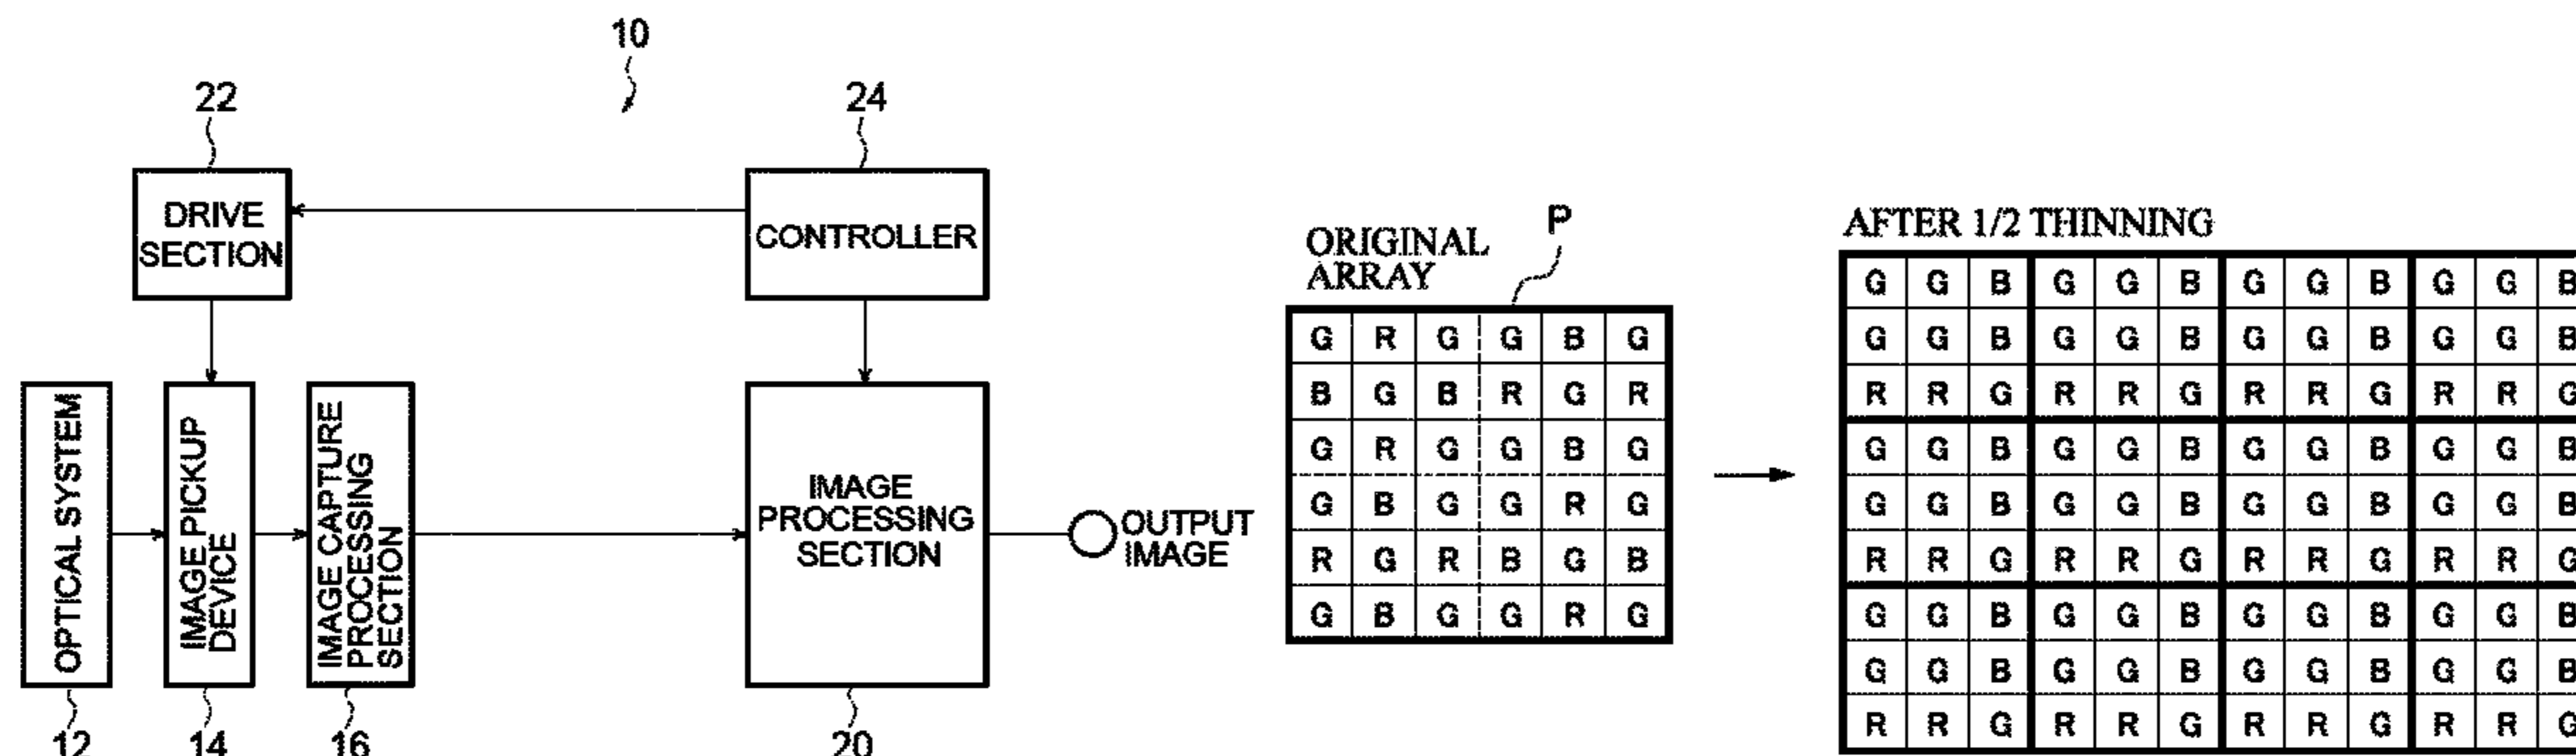 10
22
24
DRIVE
SECTION
CONTROLLER
OPTICAL SYSTEM
IMAGE PICKUP
DEVICE
IMAGE CAPTURE
PROCESSING
SECTION
IMAGE
PROCESSING
SECTION
OUTPUT
IMAGE
12
14
16
20
ORIGINAL
ARRAY
P
G R G G B G
B G B R G R
G R G G B G
G B G G R G
R G R B G B
G B G G R G
AFTER 1/2 THINNING
G G B G G B G G B G G B
G G B G G B G G B G G B
R R G R R G R R G R R G
G G B G G B G G B G G B
G G B G G B G G B G G B
R R G R R G R R G R R G
G G B G G B G G B G G B
G G B G G B G G B G G B
R R G R R G R R G R R G